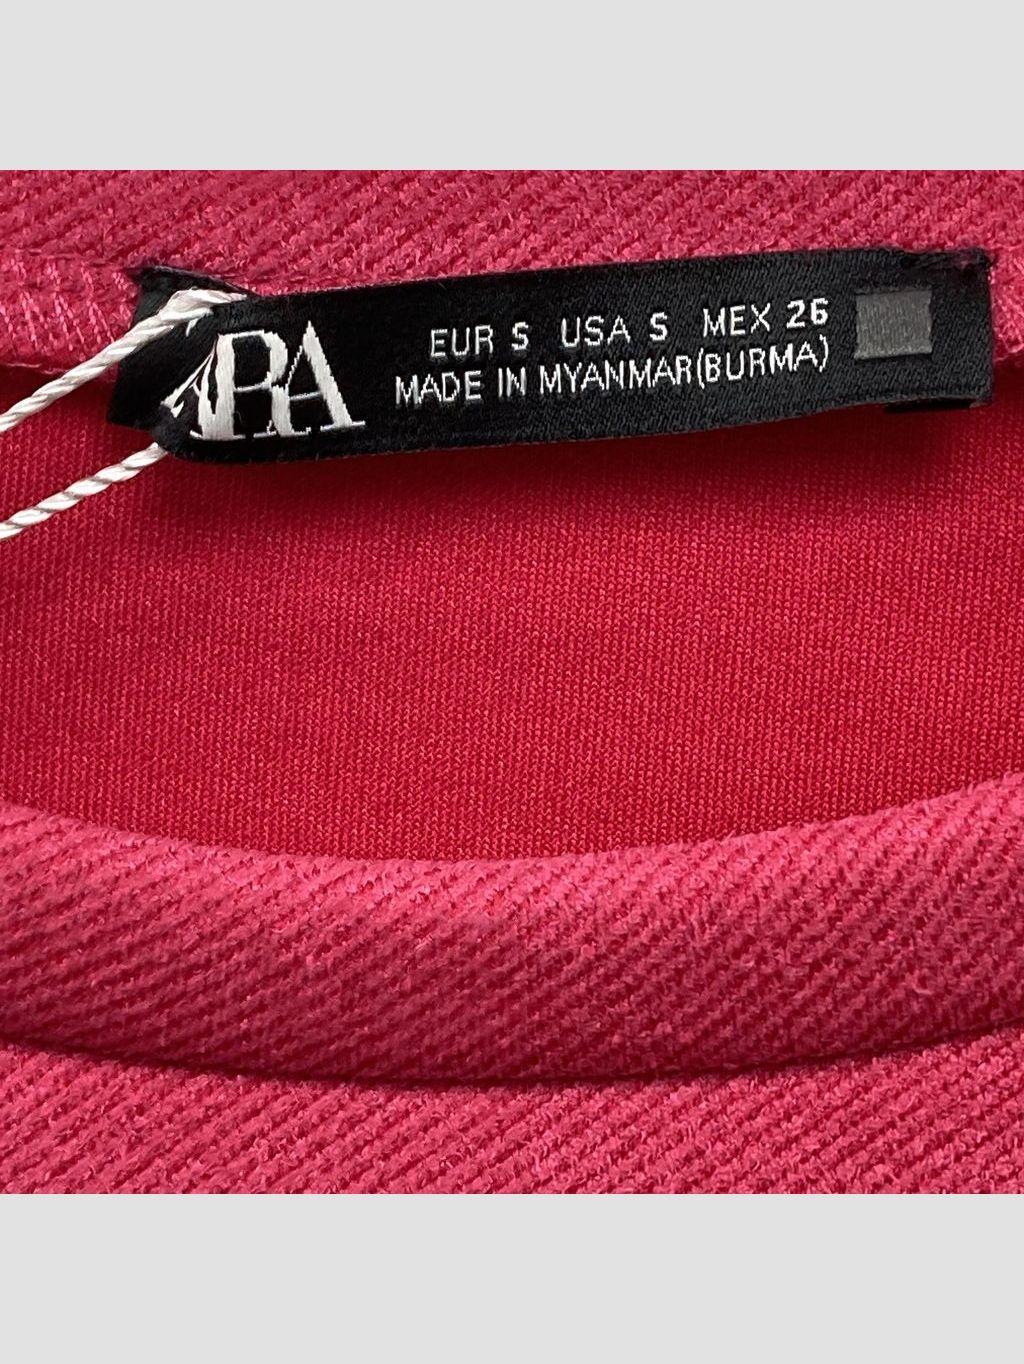 ZARA
EUR S USA S MEX 26
MADE IN MYANMAR(BURMA)